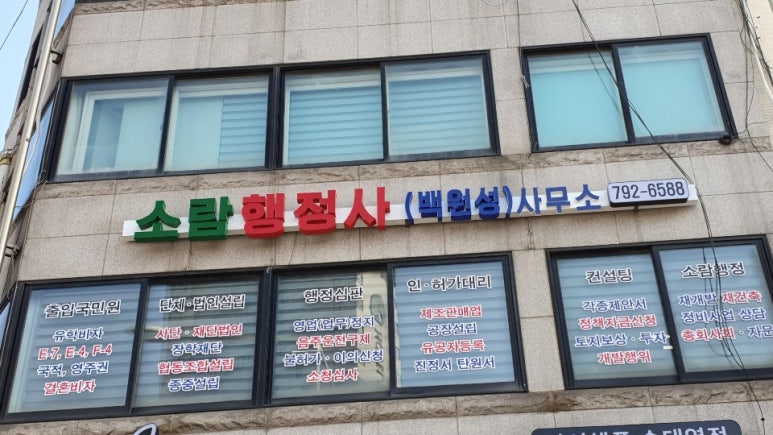 소람행정사 (백원성)사무소 792-6588
출입국민원
유학비자
E-7, E-4, F-4
국적, 영주권
결혼비자
단체·법인설립
사단·재단법인
장학재단
협동조합설립
종중설립
행정심판
영업(업무)정지
음주운전구제
불허가·이의신청
소청심사
인·허가대리
제조판매업
공장설립
유공자등록
진정서 탄원서
컨설팅
각종제안서
정책자금신청
토지보상·투자
개발행위
소람행정
재개발 재건축
정비사업 상담
총회사회·자문